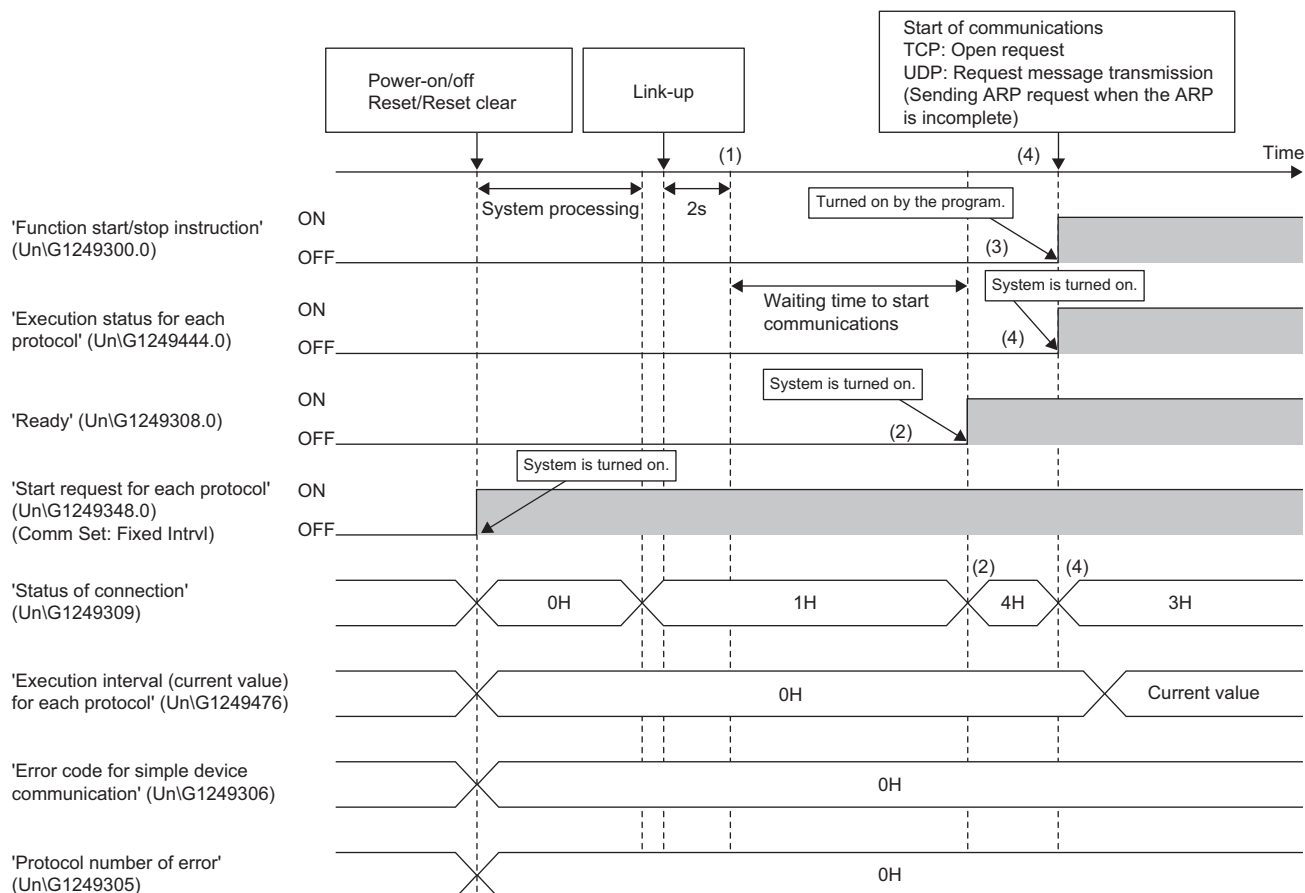 Start of communications
TCP: Open request
UDP: Request message transmission
(Sending ARP request when the ARP
is incomplete)
Power-on/off
Reset/Reset clear
Link-up
(1)
(4)
Time
System processing
2s
Turned on by the program.
'Function start/stop instruction'
(Un\G1249300.0)
ON
OFF
(3)
Waiting time to start
communications
System is turned on.
'Execution status for each
protocol' (Un\G1249444.0)
ON
OFF
(4)
System is turned on.
'Ready' (Un\G1249308.0)
ON
OFF
(2)
System is turned on.
'Start request for each protocol'
(Un\G1249348.0)
(Comm Set: Fixed Intrvl)
ON
OFF
(2)
(4)
'Status of connection'
(Un\G1249309)
0H
1H
4H
3H
'Execution interval (current value)
for each protocol' (Un\G1249476)
0H
Current value
'Error code for simple device
communication' (Un\G1249306)
0H
'Protocol number of error'
(Un\G1249305)
0H